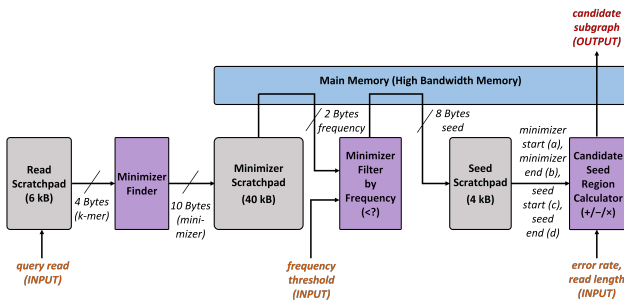 candidate
subgraph
(OUTPUT)
Main Memory (High Bandwidth Memory)
2 Bytes
frequency
8 Bytes
seed
Read
Scratchpad
(6 kB)
4 Bytes
(k-mer)
Minimizer
Finder
10 Bytes
(mini-
mizer)
Minimizer
Scratchpad
(40 kB)
Minimizer
Filter
by
Frequency
(<?)
Seed
Scratchpad
(4 kB)
minimizer
start (a),
minimizer
end (b),
seed
start (c),
seed
end (d)
Candidate
Seed
Region
Calculator
(+/−/×)
query read
(INPUT)
frequency
threshold
(INPUT)
error rate,
read length
(INPUT)